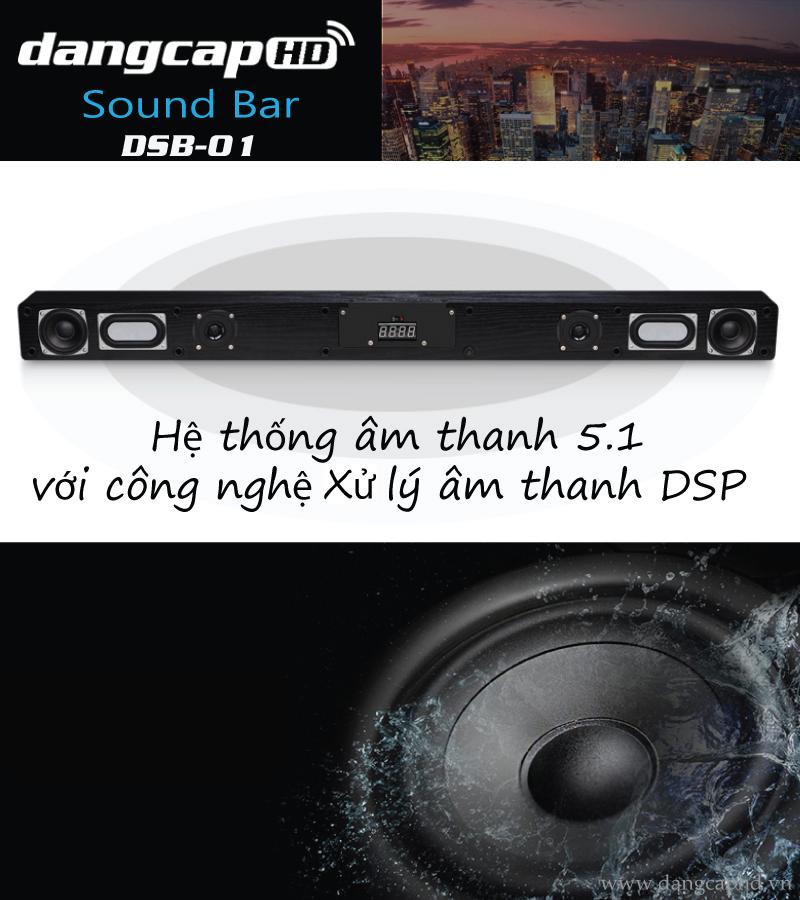 dangcapHD
Sound Bar
DSB-01
8888
Hệ thống âm thanh 5.1
với công nghệ Xử lý âm thanh DSP
www.dangcaphd.vn